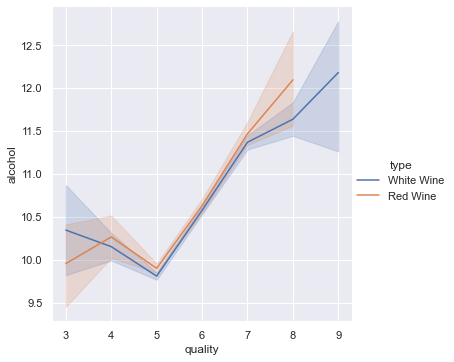 12.5
12.0
11.5
11.0
10.5
10.0
9.5
alcohol
3 4 5 6 7 8 9
quality
type
White Wine
Red Wine